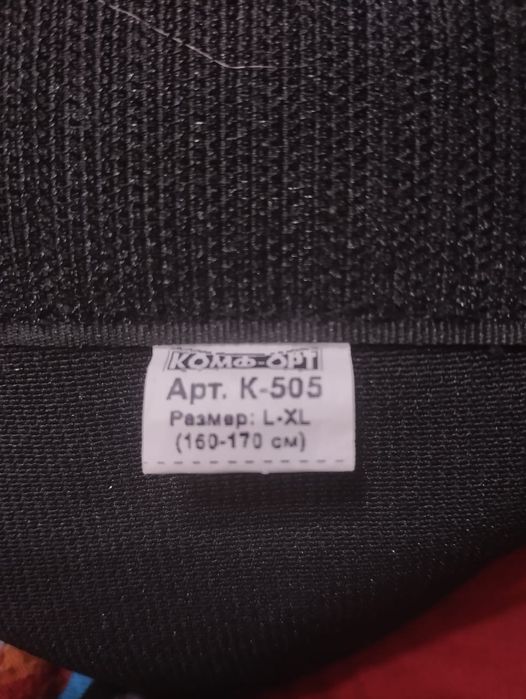 КОМФ-ОРТ
Арт. К-505
Размер: L-XL
(160-170 см)